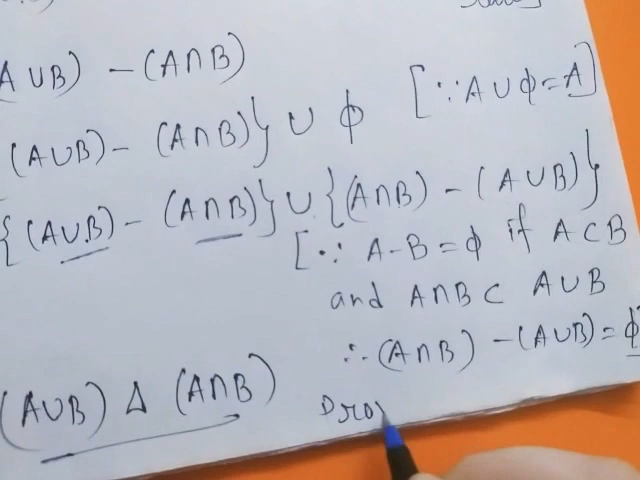 A ∪ B) – (A ∩ B)
(A ∪ B) – (A ∩ B)} ∪ ϕ [∵ A ∪ ϕ = A]
{(A ∪ B) – (A ∩ B)} ∪ {(A ∩ B) – (A ∪ B)}
[∵ A – B = ϕ if A ⊂ B
and A ∩ B ⊂ A ∪ B
∴ (A ∩ B) – (A ∪ B) = ϕ]
(A ∪ B) Δ (A ∩ B)